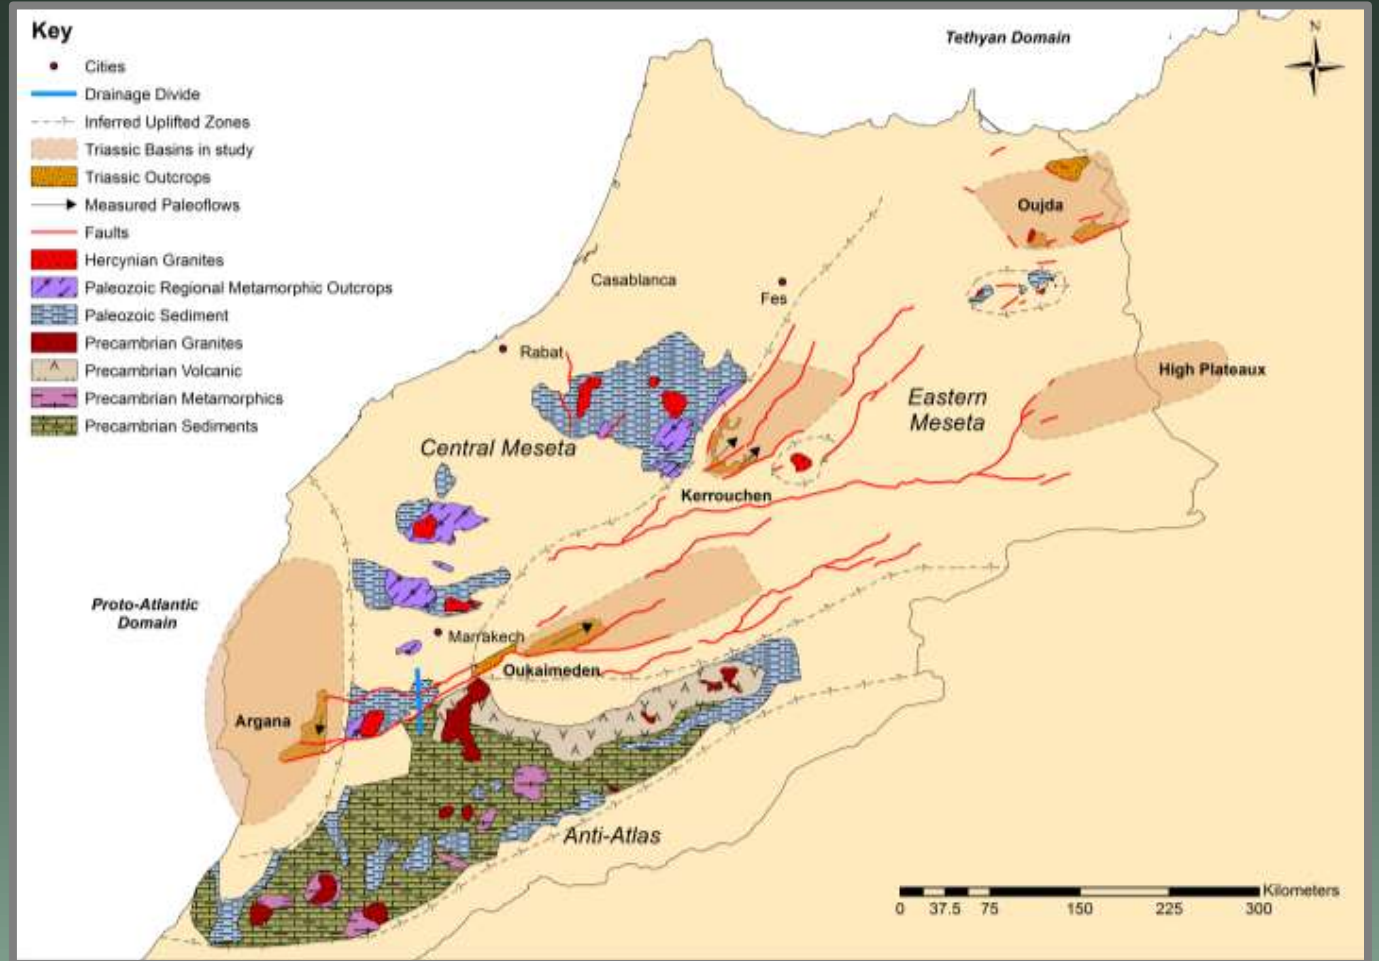 Key
Cities
Drainage Divide
Inferred Uplifted Zones
Triassic Basins in study
Triassic Outcrops
Measured Paleoflows
Faults
Hercynian Granites
Paleozoic Regional Metamorphic Outcrops
Paleozoic Sediment
Precambrian Granites
Precambrian Volcanic
Precambrian Metamorphics
Precambrian Sediments
Tethyan Domain
N
Oujda
Casablanca
Fes
Rabat
High Plateaux
Eastern
Meseta
Central Meseta
Kerrouchen
Proto-Atlantic
Domain
Marrakech
Oukaimeden
Argana
Anti-Atlas
Kilometers
0 37.5 75 150 225 300